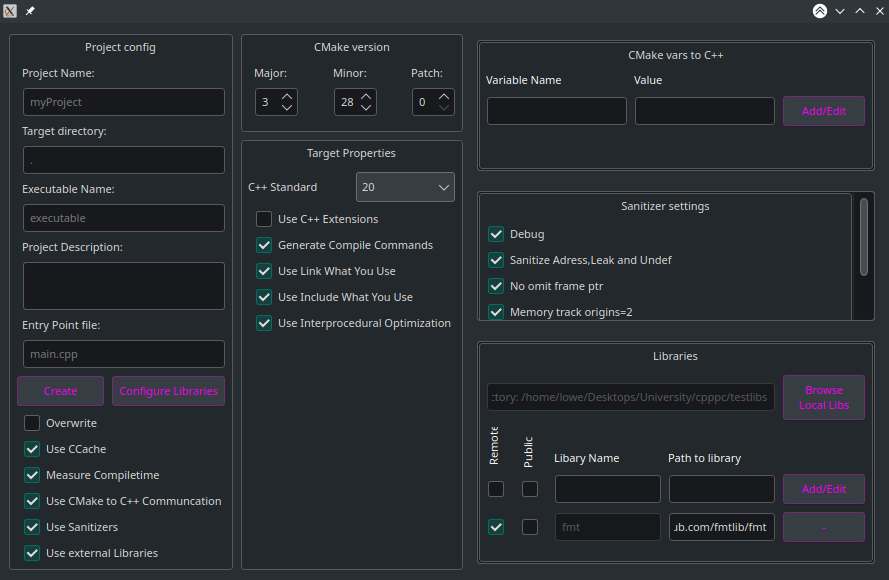 Project config
Project Name:
myProject
Target directory:
.
Executable Name:
executable
Project Description:
Entry Point file:
main.cpp
Create
Configure Libraries
Overwrite
Use CCache
Measure Compiletime
Use CMake to C++ Communcation
Use Sanitizers
Use external Libraries
CMake version
Major: Minor: Patch:
3 28 0
Target Properties
C++ Standard 20
Use C++ Extensions
Generate Compile Commands
Use Link What You Use
Use Include What You Use
Use Interprocedural Optimization
CMake vars to C++
Variable Name Value
Add/Edit
Sanitizer settings
Debug
Sanitize Adress,Leak and Undef
No omit frame ptr
Memory track origins=2
Libraries
:tory: /home/lowe/Desktops/University/cpppc/testlibs
Browse
Local Libs
Remote Public Libary Name Path to library
Add/Edit
fmt ub.com/fmtlib/fmt -